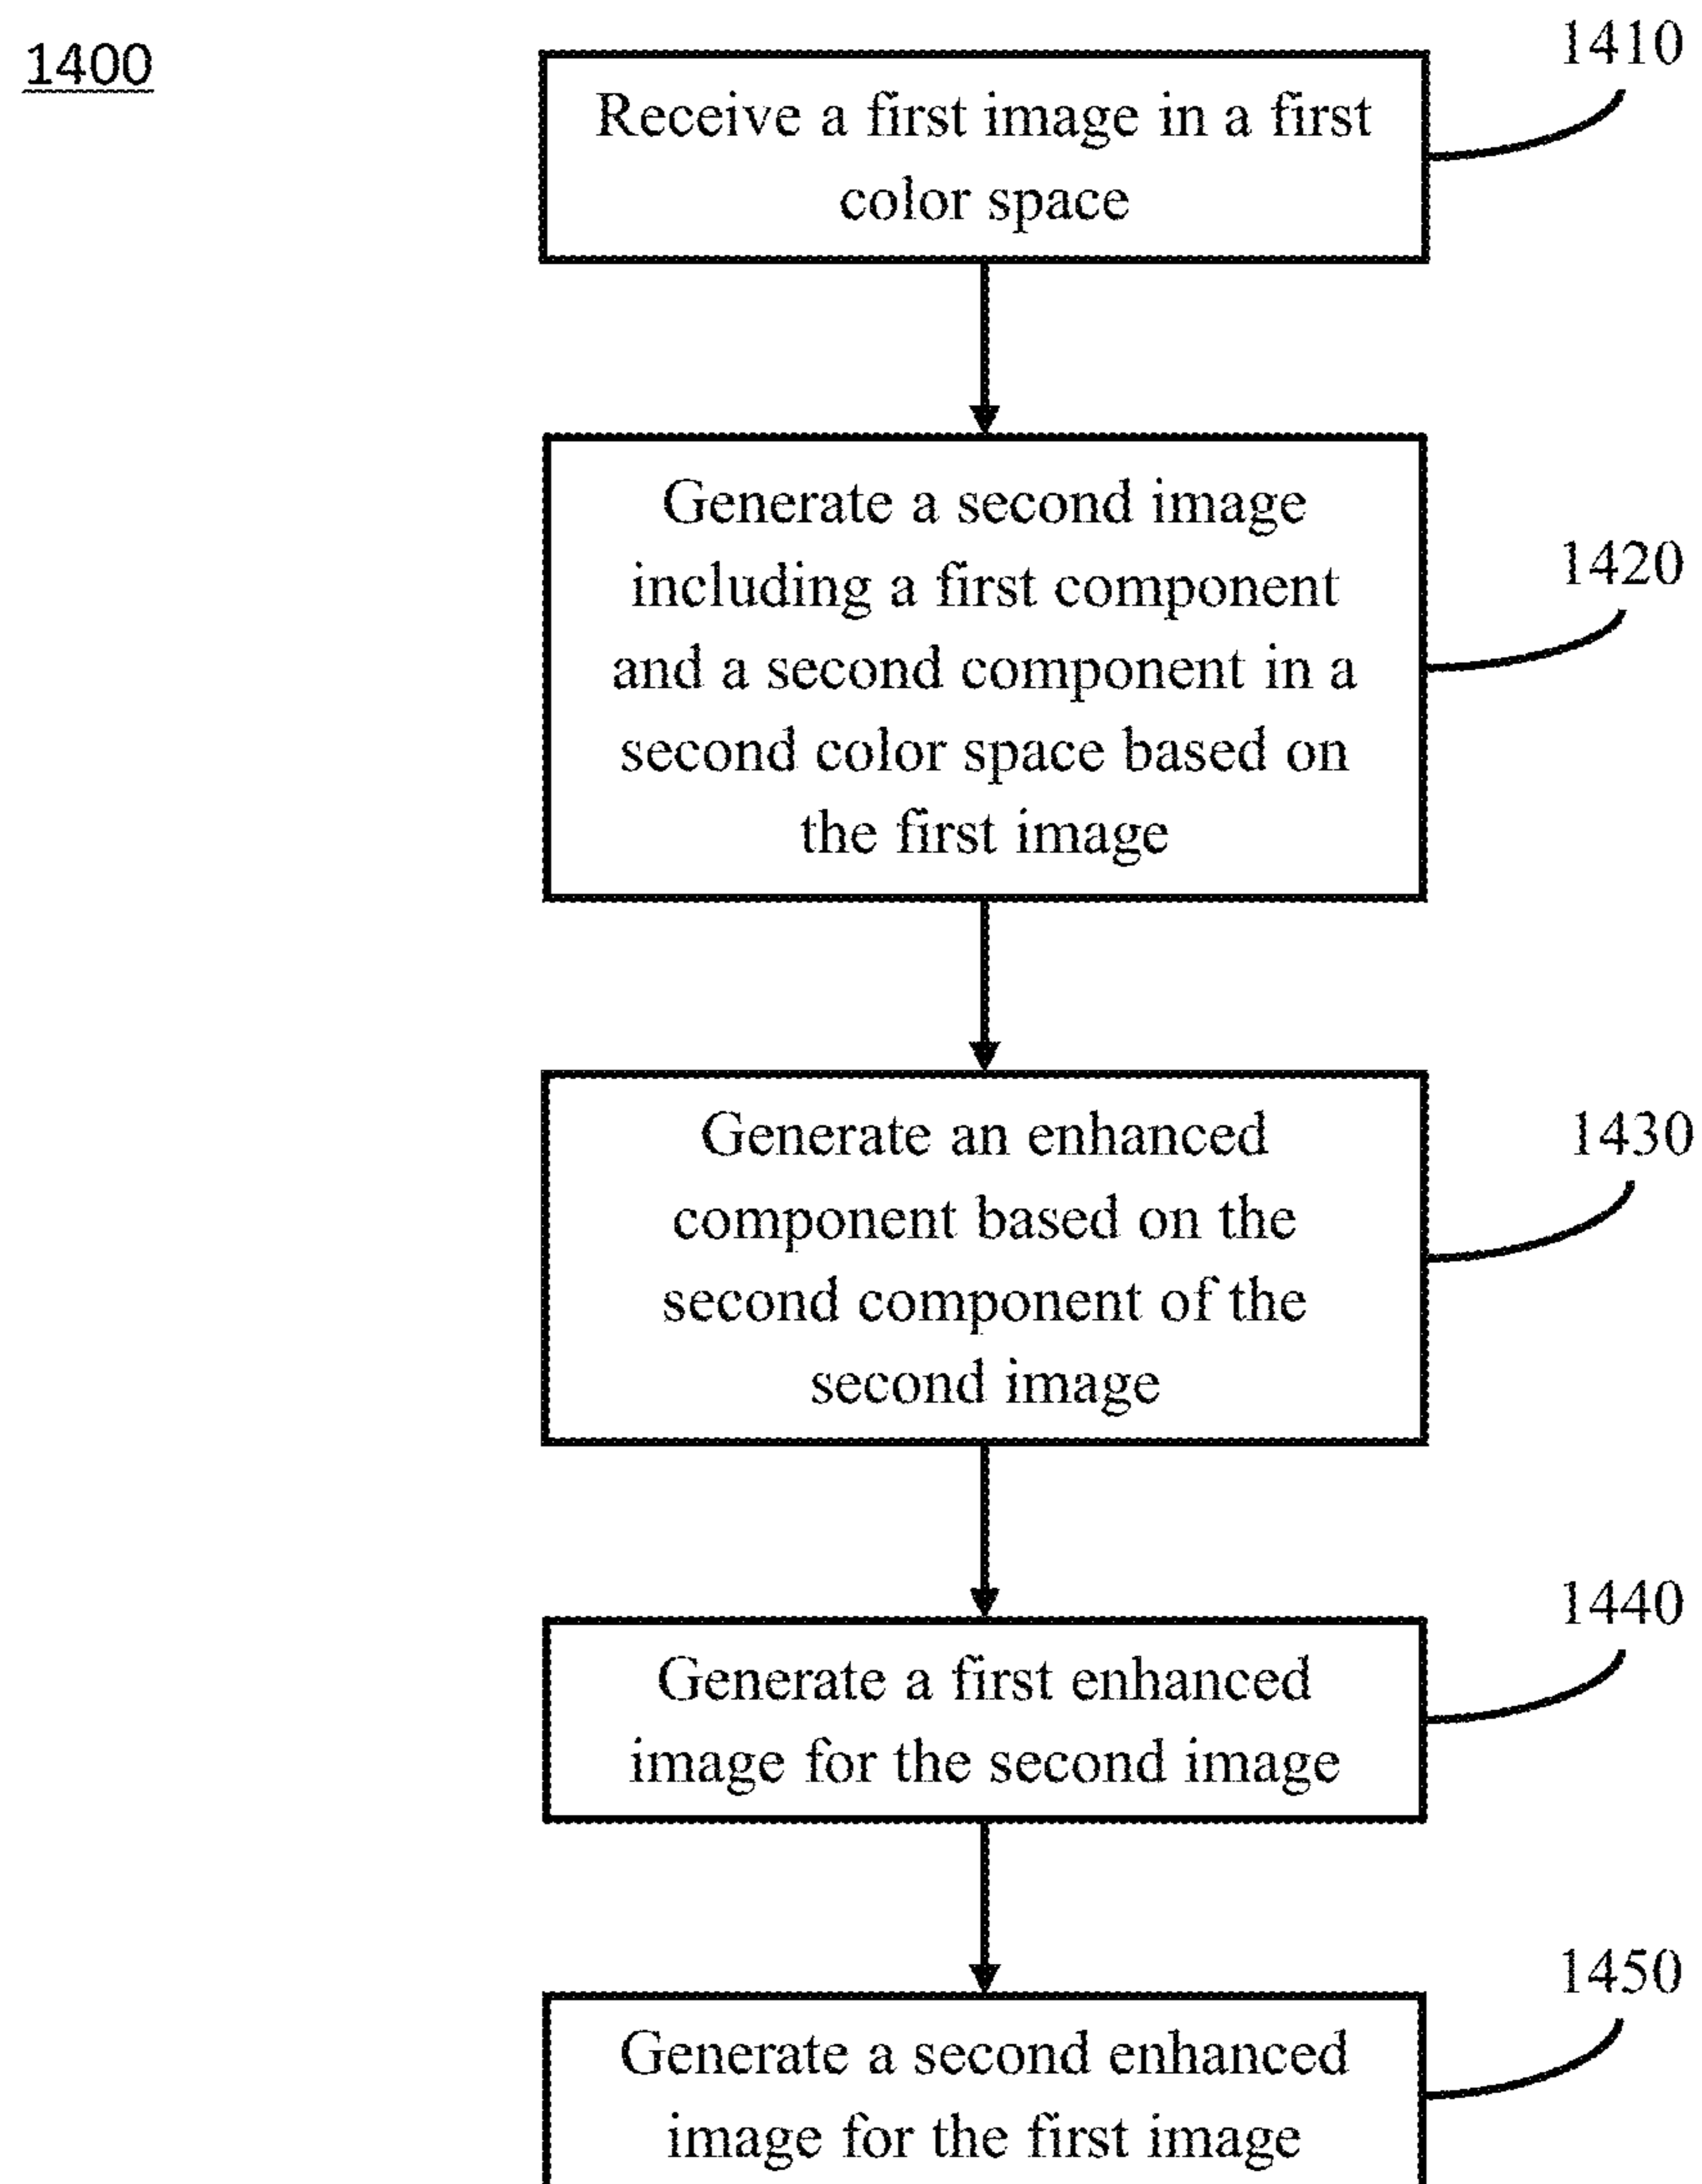 1400
1410
Receive a first image in a first
color space
Generate a second image
including a first component
and a second component in a
second color space based on
the first image
1420
Generate an enhanced
component based on the
second component of the
second image
1430
Generate a first enhanced
image for the second image
1440
Generate a second enhanced
image for the first image
1450